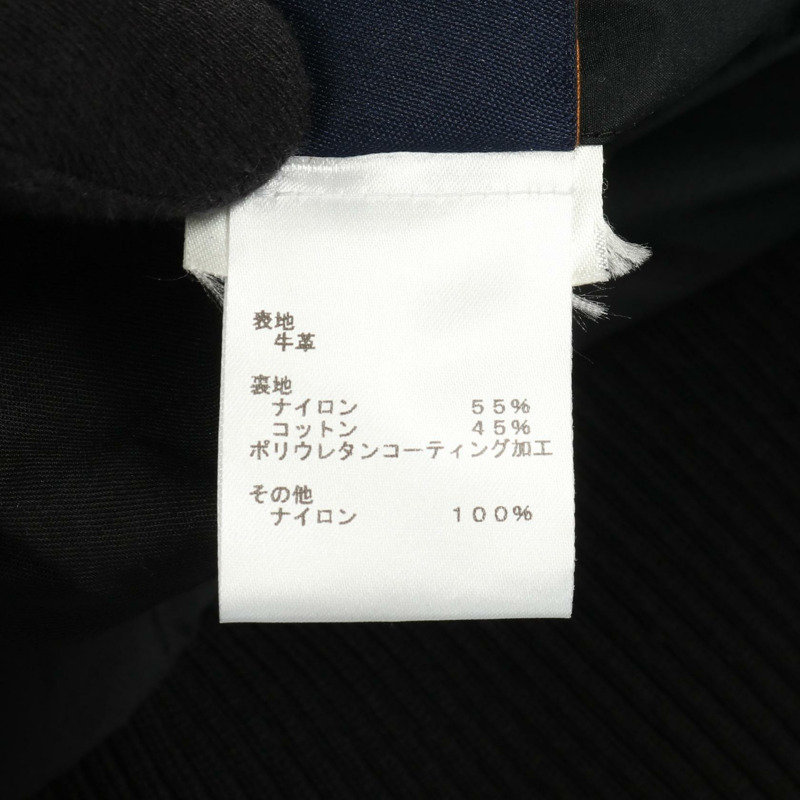 表地
牛革
裏地
ナイロン 55%
コットン 45%
ポリウレタンコーティング加工
その他
ナイロン 100%